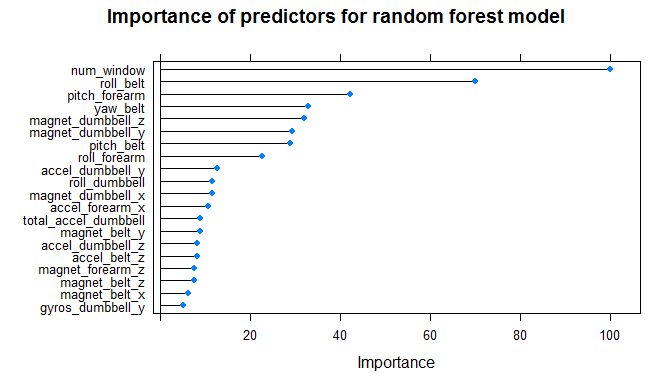 Importance of predictors for random forest model
num_window
roll_belt
pitch_forearm
yaw_belt
magnet_dumbbell_z
magnet_dumbbell_y
pitch_belt
roll_forearm
accel_dumbbell_y
roll_dumbbell
magnet_dumbbell_x
accel_forearm_x
total_accel_dumbbell
magnet_belt_y
accel_dumbbell_z
accel_belt_z
magnet_forearm_z
magnet_belt_z
magnet_belt_x
gyros_dumbbell_y
20 40 60 80 100
Importance